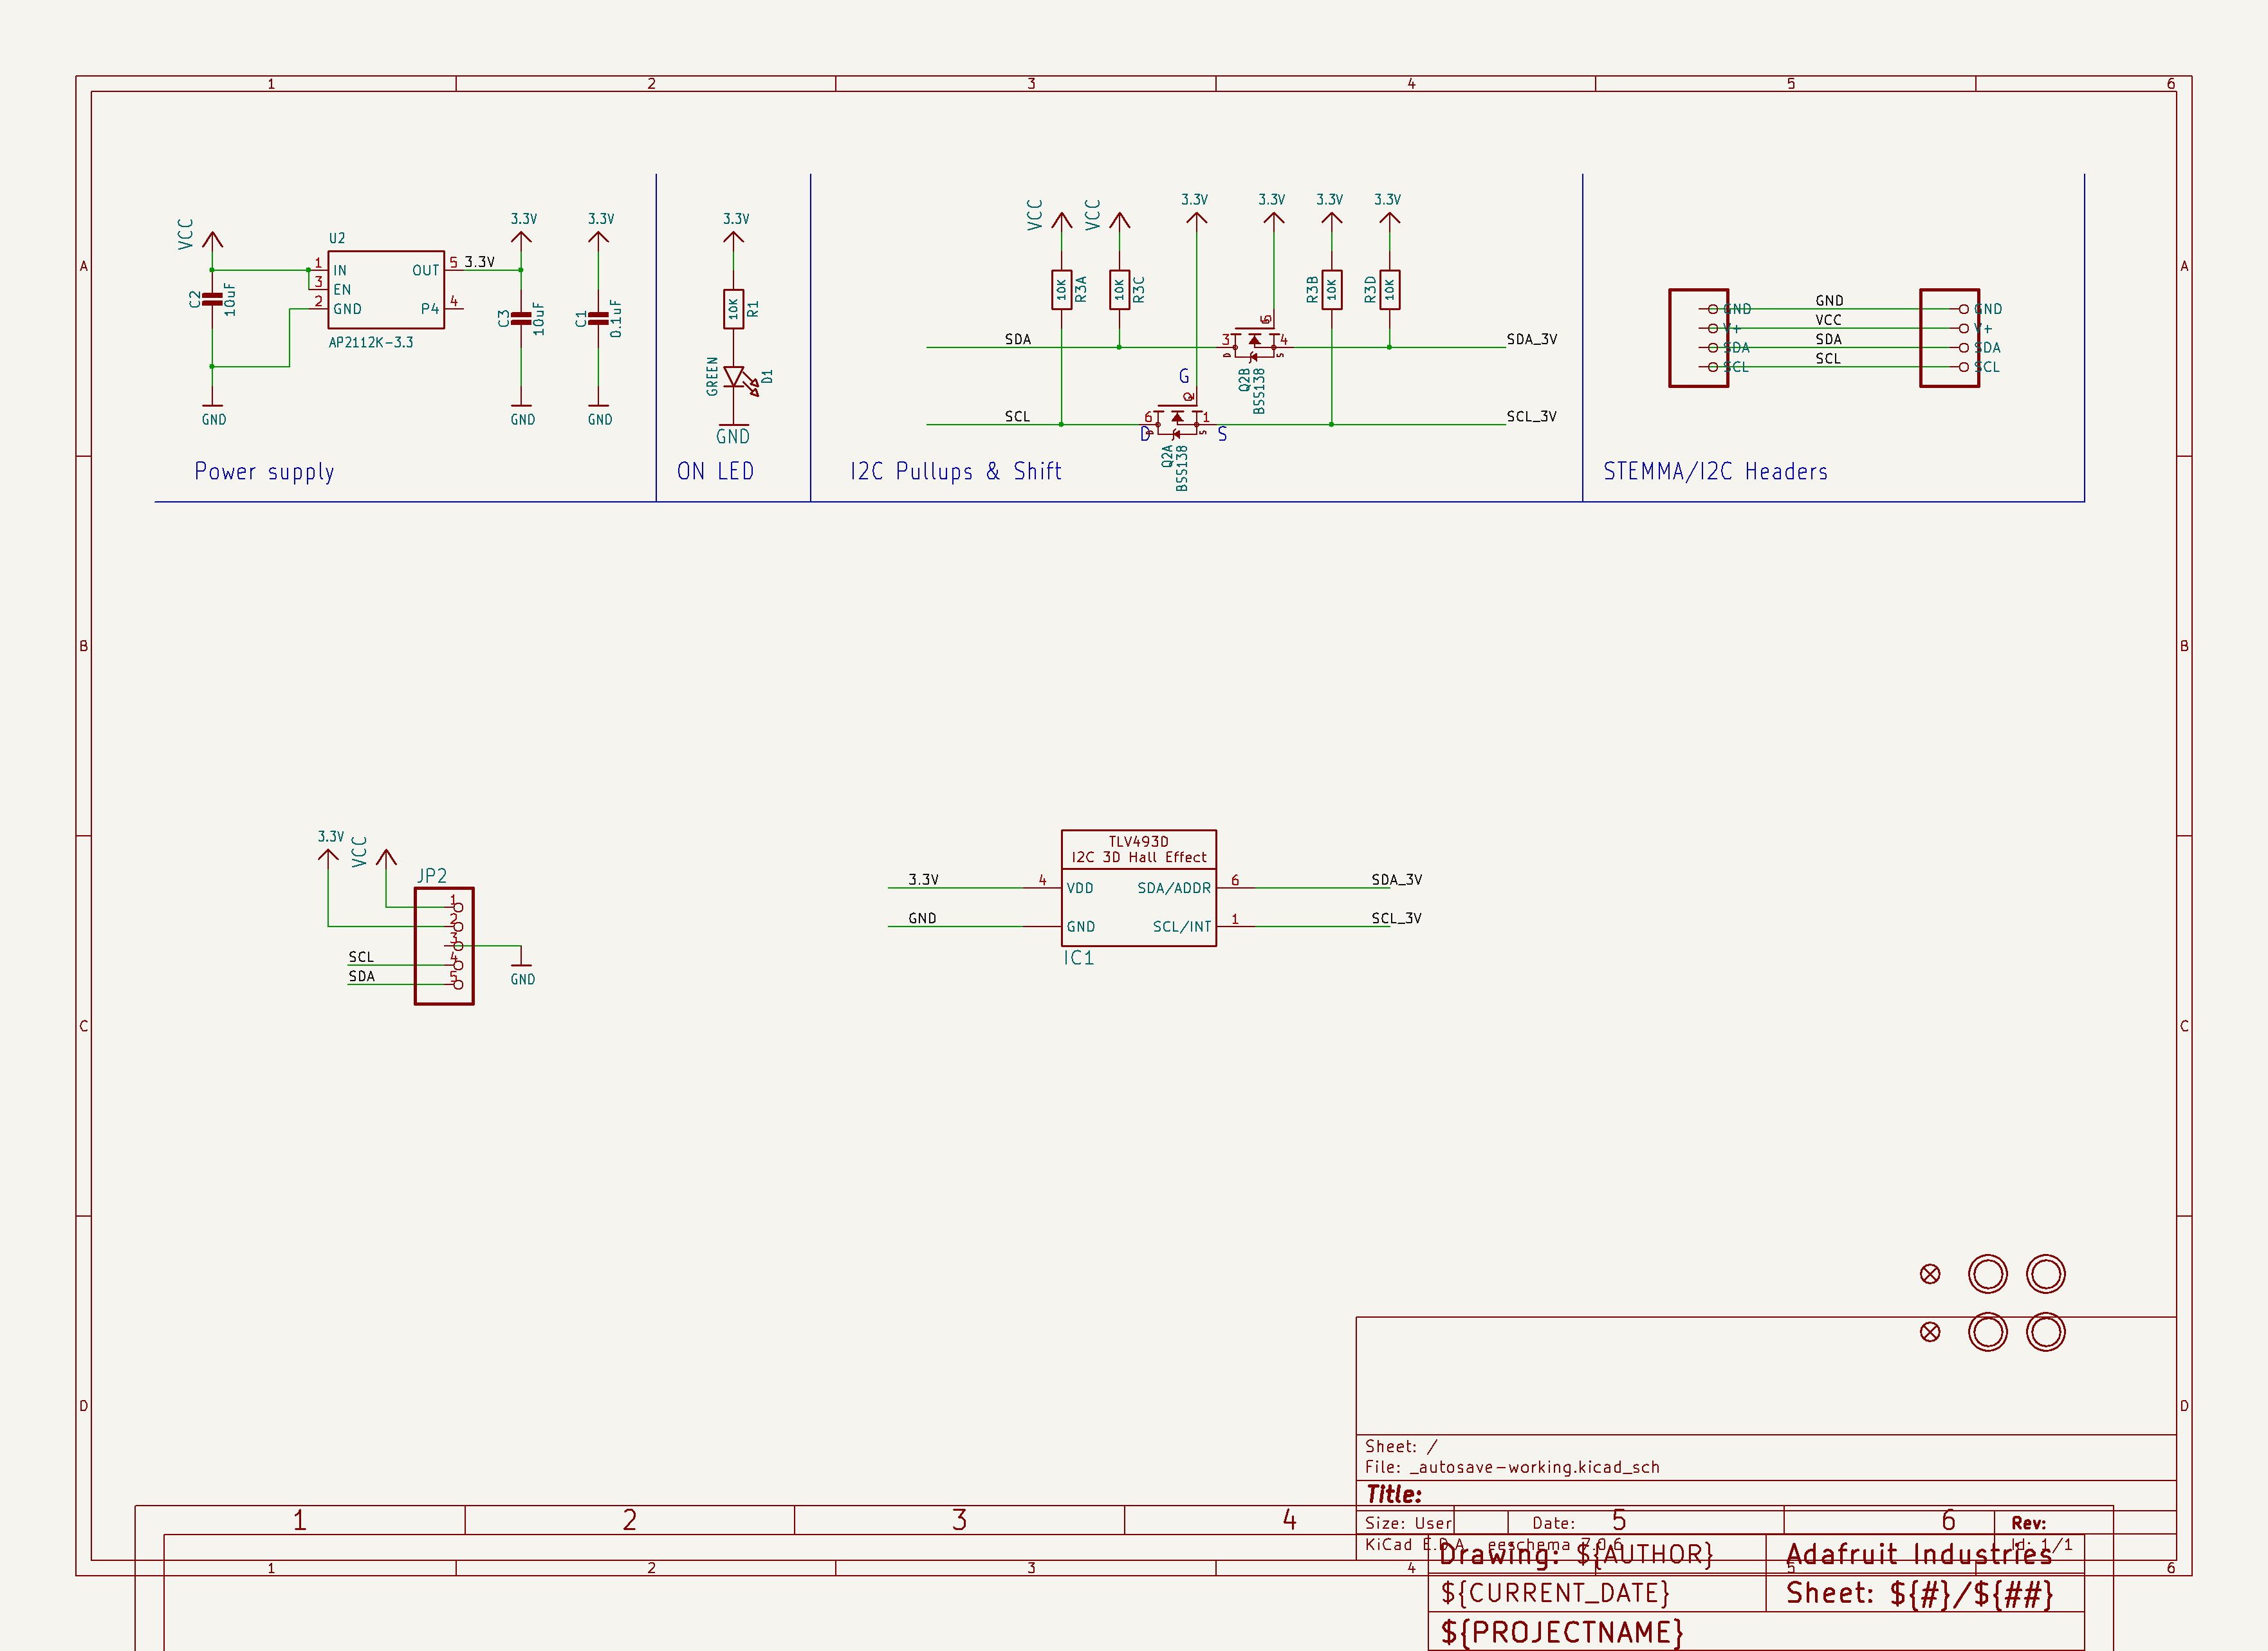 1 2 3 4 5 6
A A
B B
C C
D D
VCC
C2
10uF
GND
U2
1 IN
3 EN
2 GND
OUT 5
P4 4
AP2112K-3.3
3.3V
3.3V
C3
10uF
GND
3.3V
C1
0.1uF
GND
Power supply
3.3V
10K
R1
GREEN
D1
GND
ON LED
VCC
10K
R3A
VCC
10K
R3C
3.3V
3.3V
3.3V
R3B
10K
3.3V
R3D
10K
SDA
3
4
D
S
SDA_3V
Q2B
BSS138
G
SCL
6
1
D
S
S
SCL_3V
Q2A
BSS138
I2C Pullups & Shift
GND
V+
SDA
SCL
GND
VCC
SDA
SCL
GND
V+
SDA
SCL
STEMMA/I2C Headers
3.3V
VCC
JP2
1
2
3
4
5
SCL
SDA
GND
TLV493D
I2C 3D Hall Effect
3.3V
4
VDD
SDA/ADDR
6
SDA_3V
GND
GND
SCL/INT
1
SCL_3V
IC1
Sheet: /
File: _autosave-working.kicad_sch
Title:
Size: User
Date:
Rev:
KiCad E.D.A. eeschema 7.0.6
Id: 1/1
1 2 3 4 5 6
Drawing: ${AUTHOR}
Adafruit Industries
1 2 3 4 5 6
${CURRENT_DATE}
Sheet: ${#}/${##}
${PROJECTNAME}